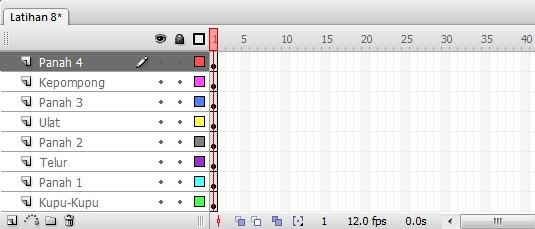 Latihan 8*
1 5 10 15 20 25 30 35 40
Panah 4
Kepompong
Panah 3
Ulat
Panah 2
Telur
Panah 1
Kupu-Kupu
1 12.0 fps 0.0s